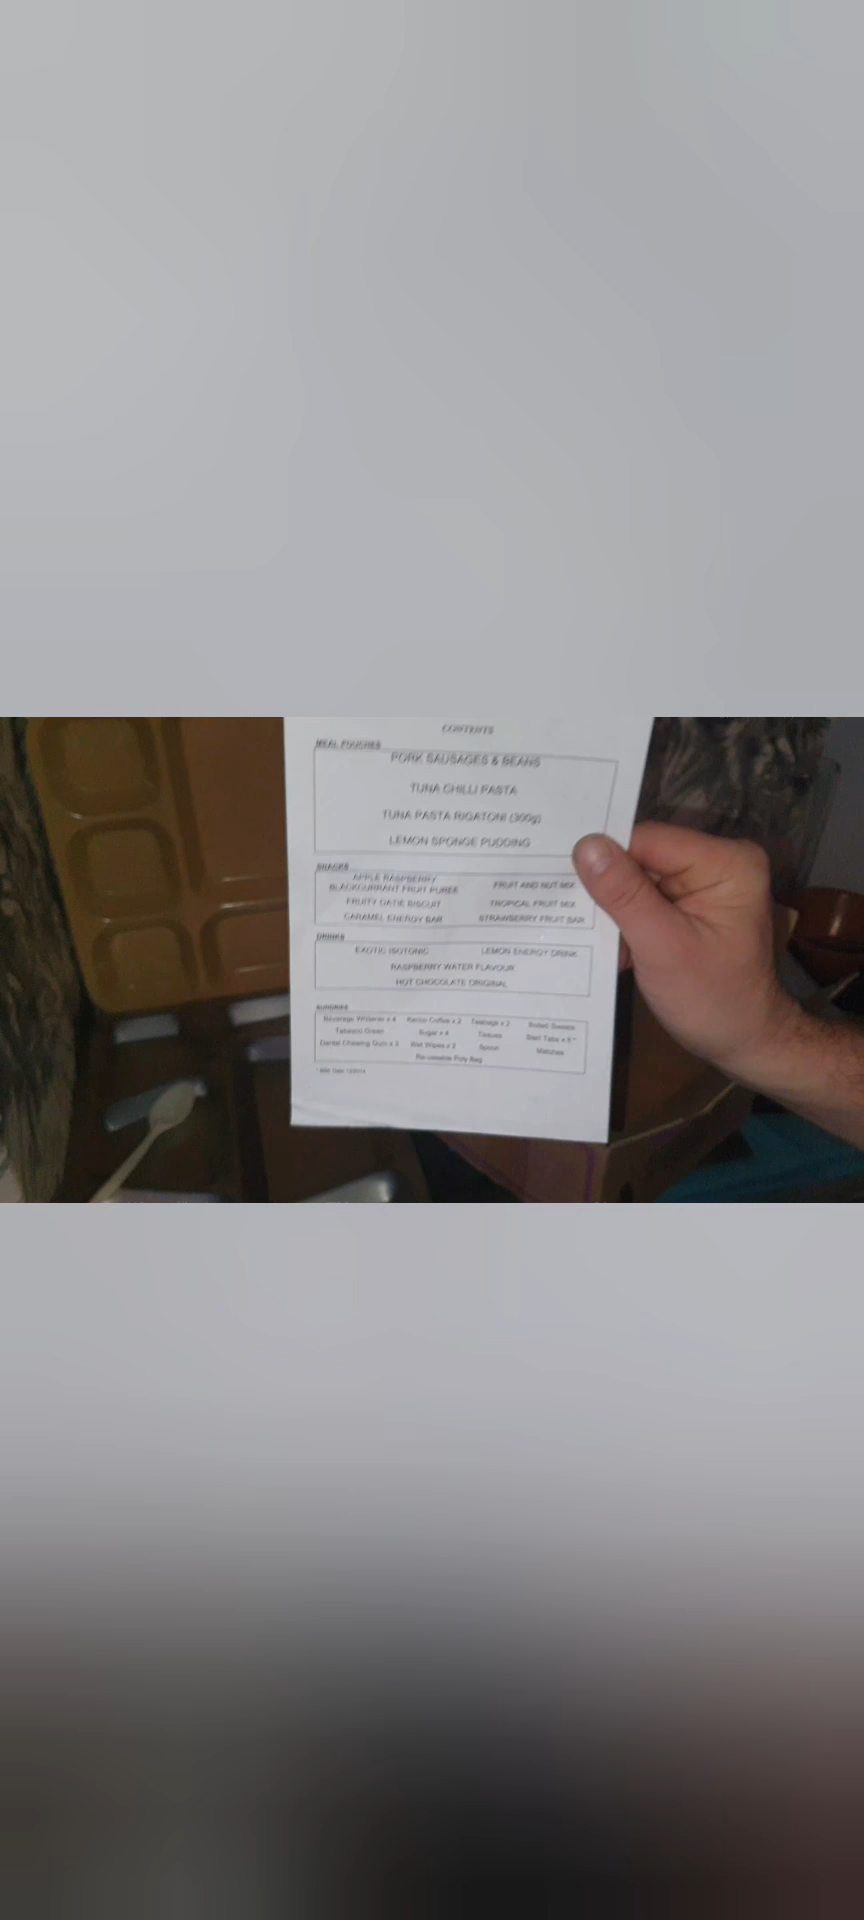 CONTENTS
MEAL POUCHES
PORK SAUSAGES & BEANS
TUNA CHILLI PASTA
TUNA PASTA RIGATONI (300g)
LEMON SPONGE PUDDING
SNACKS
APPLE RASPBERRY
BLACKCURRANT FRUIT PUREE FRUIT AND NUT MIX
FRUITY OATIE BISCUIT TROPICAL FRUIT MIX
CARAMEL ENERGY BAR STRAWBERRY FRUIT BAR
DRINKS
EXOTIC ISOTONIC LEMON ENERGY DRINK
RASPBERRY WATER FLAVOUR
HOT CHOCOLATE ORIGINAL
SUNDRIES
Beverage Whitener x 4 Coffee x 2 Teabags x 2 Boiled Sweets
Tabasco Green Sugar x 4 Tissues Steri Tabs x 6 *
Dental Chewing Gum x 2 Wet Wipes x 2 Spoon Matches
Re-useable Poly Bag